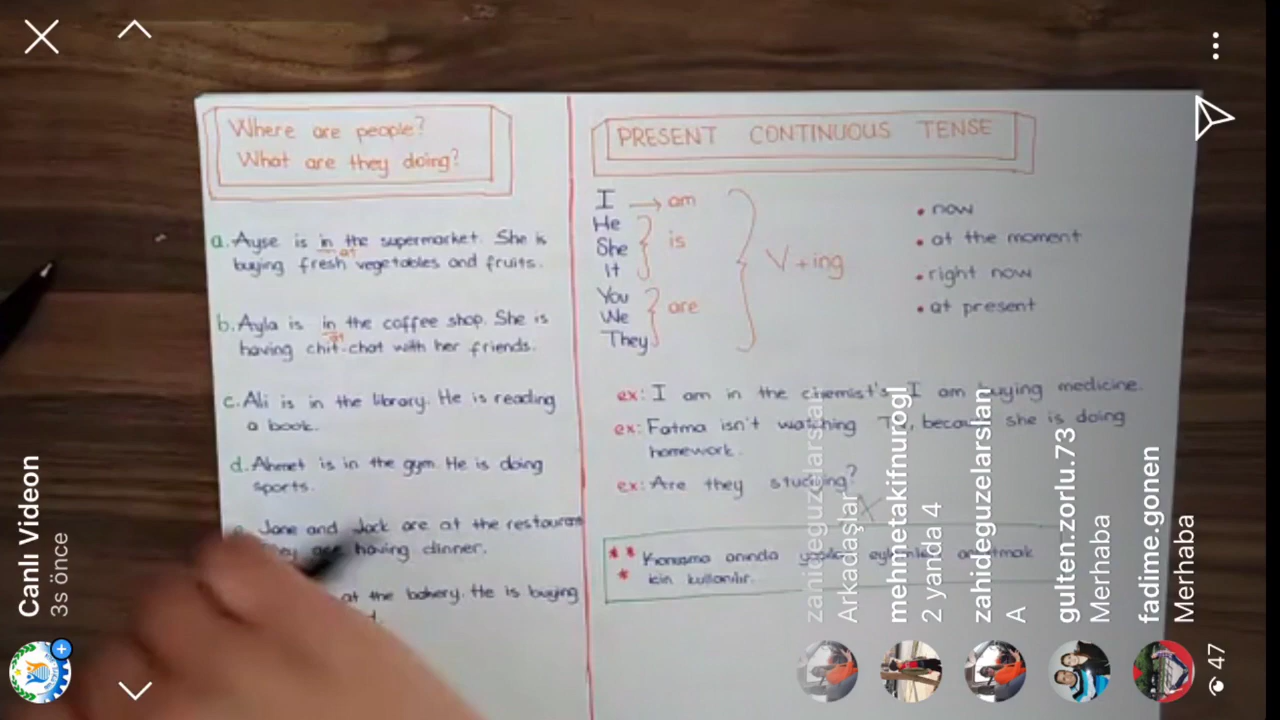 Where are people?
What are they doing?
a. Ayse is in the supermarket. She is
at
buying fresh vegetables and fruits.
b. Ayla is in the coffee shop. She is
at
having chit-chat with her friends.
c. Ali is in the library. He is reading
a book.
d. Ahmet is in the gym. He is doing
sports.
Jane and Jack are at the restaurant
are having dinner.
at the bakery. He is buying
PRESENT CONTINUOUS TENSE
I → am
He
She
It
is
You
We
They
are
V+ing
• now
• at the moment
• right now
• at present
ex: I am in the chemist's I am buying medicine.
ex: Fatma isn't watching because she is doing
homework.
ex: Are they studying?
** Konuşma anında
* için kullanılır.
Canlı Videon
3s önce
zahideguzelarslan
Arkadaşlar
mehmetakifnurogl
2 yanda 4
zahideguzelarslan
A
gulten.zorlu.73
Merhaba
fadime.gonen
Merhaba
47